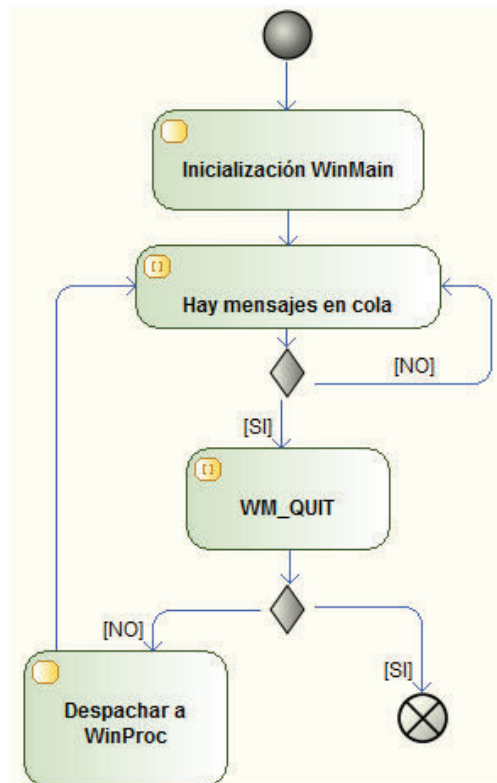 Inicialización WinMain
Hay mensajes en cola
[NO]
[SI]
WM_QUIT
[NO]
[SI]
Despachar a
WinProc